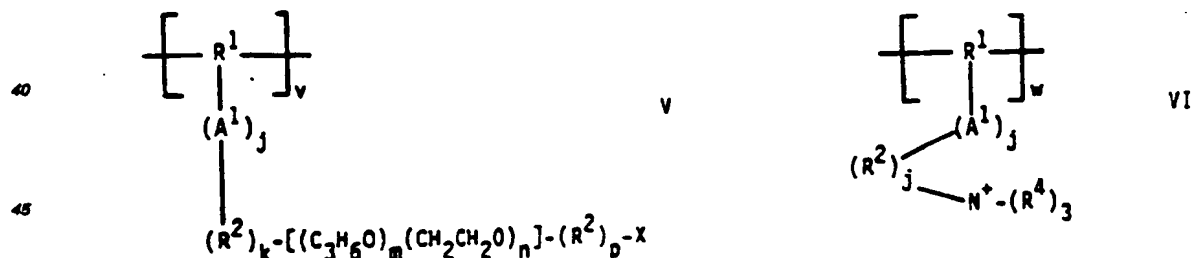 [ R¹ ]v
[ R¹ ]w
40
V
VI
(A¹)j
(A¹)j
(R²)j
N⁺-(R⁴)₃
45
(R²)k-[(C₃H₆O)m(CH₂CH₂O)n]-(R²)p-X